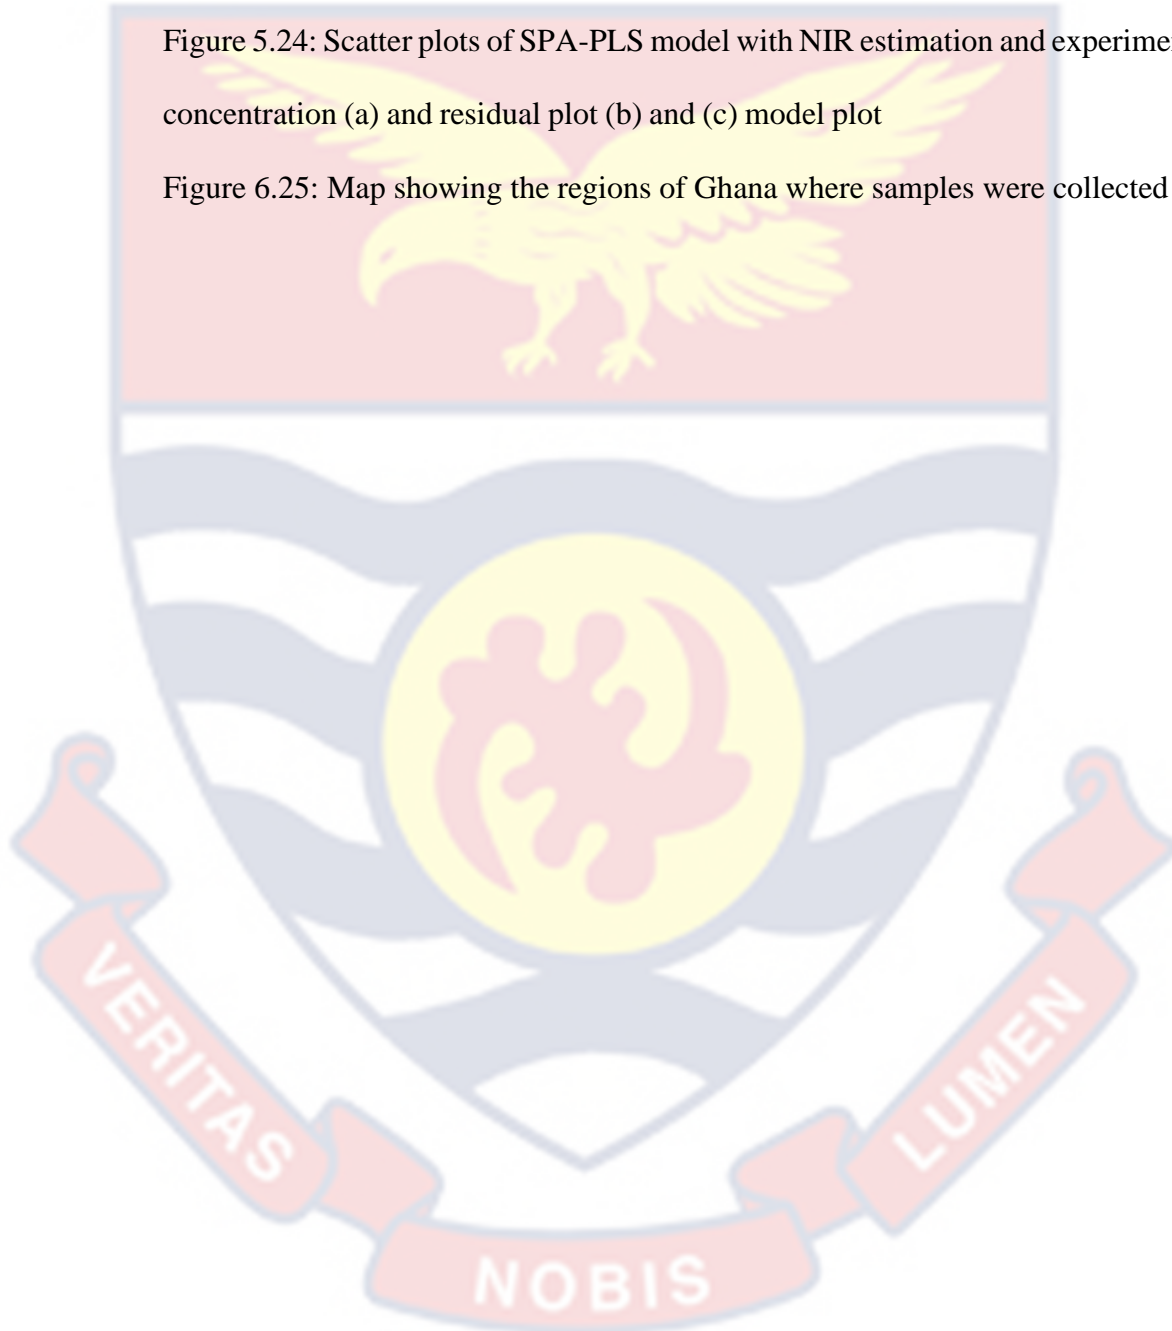 Figure 5.24: Scatter plots of SPA-PLS model with NIR estimation and experime
concentration (a) and residual plot (b) and (c) model plot
Figure 6.25: Map showing the regions of Ghana where samples were collected
VERITAS
NOBIS
LUMEN